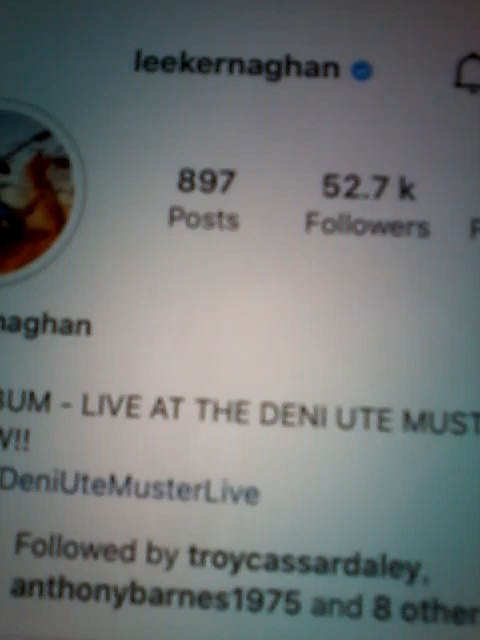 leekernaghan
897
52.7 k
Posts
Followers
naghan
BUM - LIVE AT THE DENI UTE MUST
W!!
DeniUteMusterLive
Followed by troycassardaley,
anthonybarnes1975 and 8 other